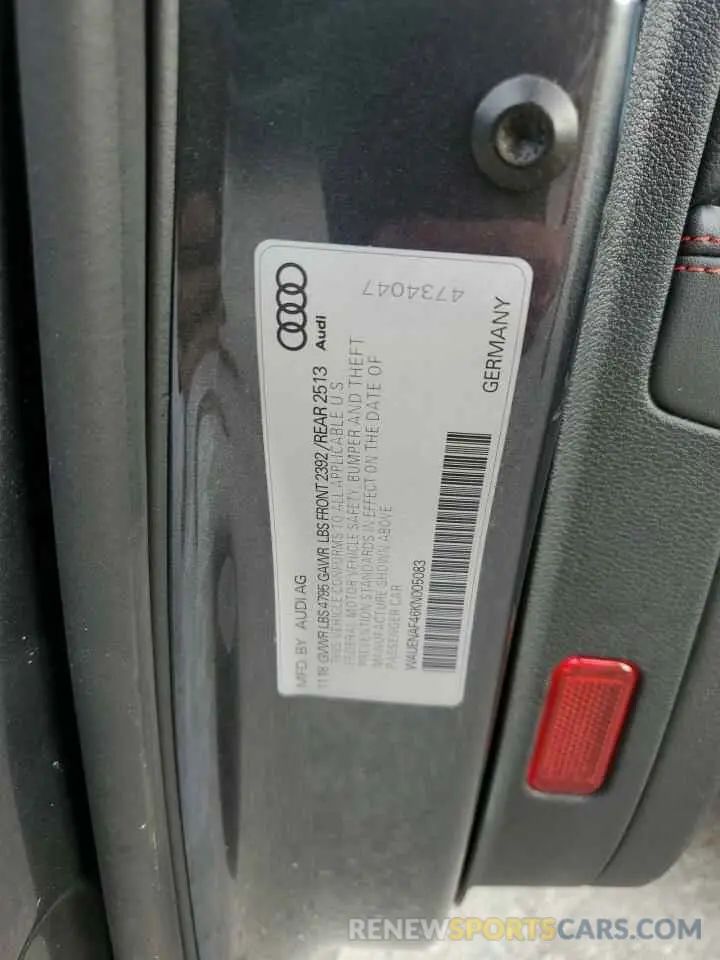 4734047
Audi
GERMANY
MFD BY AUDI AG
11 18 GVWR LBS 4795 GAWR LBS FRONT 2392 / REAR 2513
THIS VEHICLE CONFORMS TO ALL APPLICABLE U S
FEDERAL MOTOR VEHICLE SAFETY, BUMPER AND THEFT
PREVENTION STANDARDS IN EFFECT ON THE DATE OF
MANUFACTURE SHOWN ABOVE
PASSENGER CAR
WAUENAF46KN005083
RENEWSPORTSCARS.COM